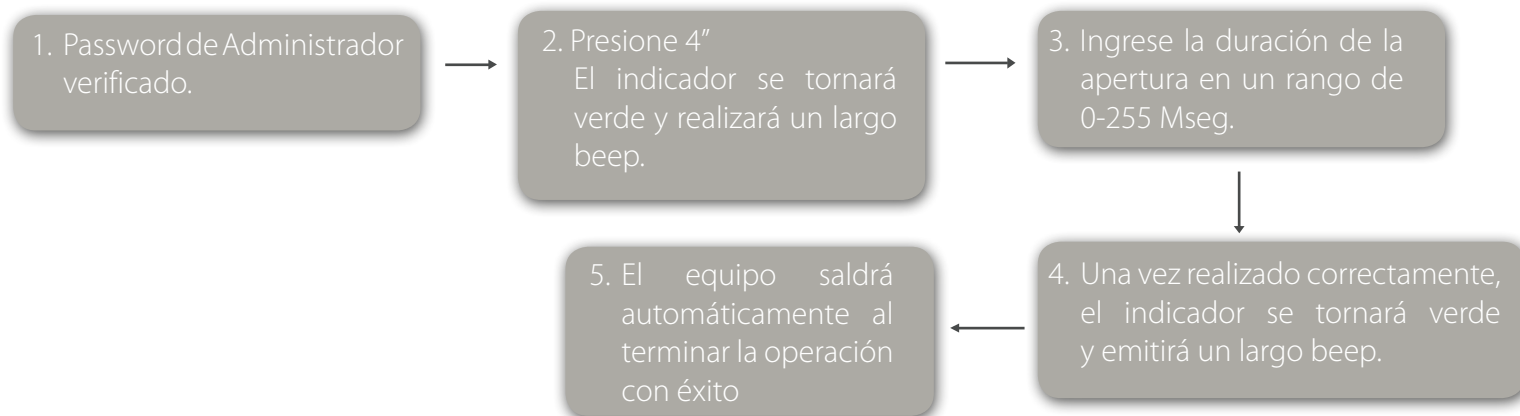 1. Password de Administrador
verificado.
2. Presione 4”
El indicador se tornará
verde y realizará un largo
beep.
3. Ingrese la duración de la
apertura en un rango de
0-255 Mseg.
4. Una vez realizado correctamente,
el indicador se tornará verde
y emitirá un largo beep.
5. El equipo saldrá
automáticamente al
terminar la operación
con éxito